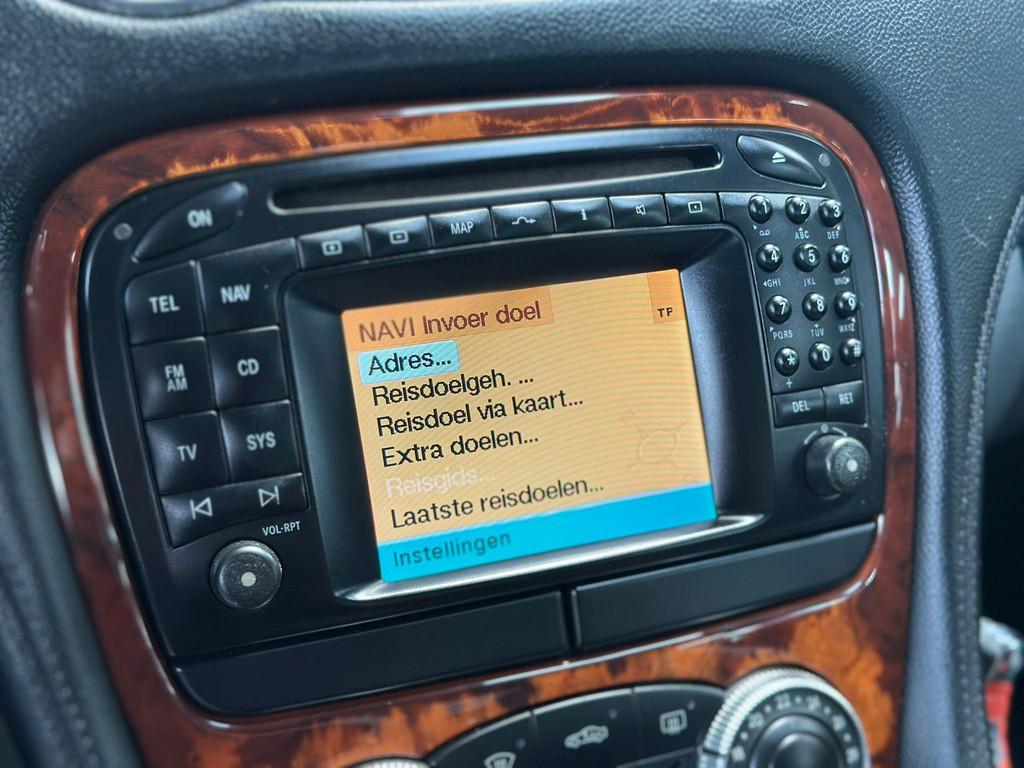 ON
MAP
TEL
NAV
FM
AM
CD
TV
SYS
VOL-RPT
NAVI Invoer doel
TP
Adres...
Reisdoelgeh. ...
Reisdoel via kaart...
Extra doelen...
Reisgids...
Laatste reisdoelen...
Instellingen
1 2 3
ABC DEF
4 5 6
GHI JKL MNO
7 8 9
PQRS TUV WXYZ
* 0 #
+
DEL RET